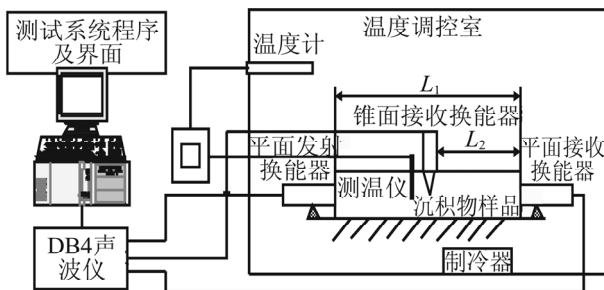 测试系统程序
及界面
温度计
温度调控室
L₁
锥面接收换能器
L₂
平面发射
换能器
平面接收
换能器
测温仪
沉积物样品
DB4声
波仪
制冷器